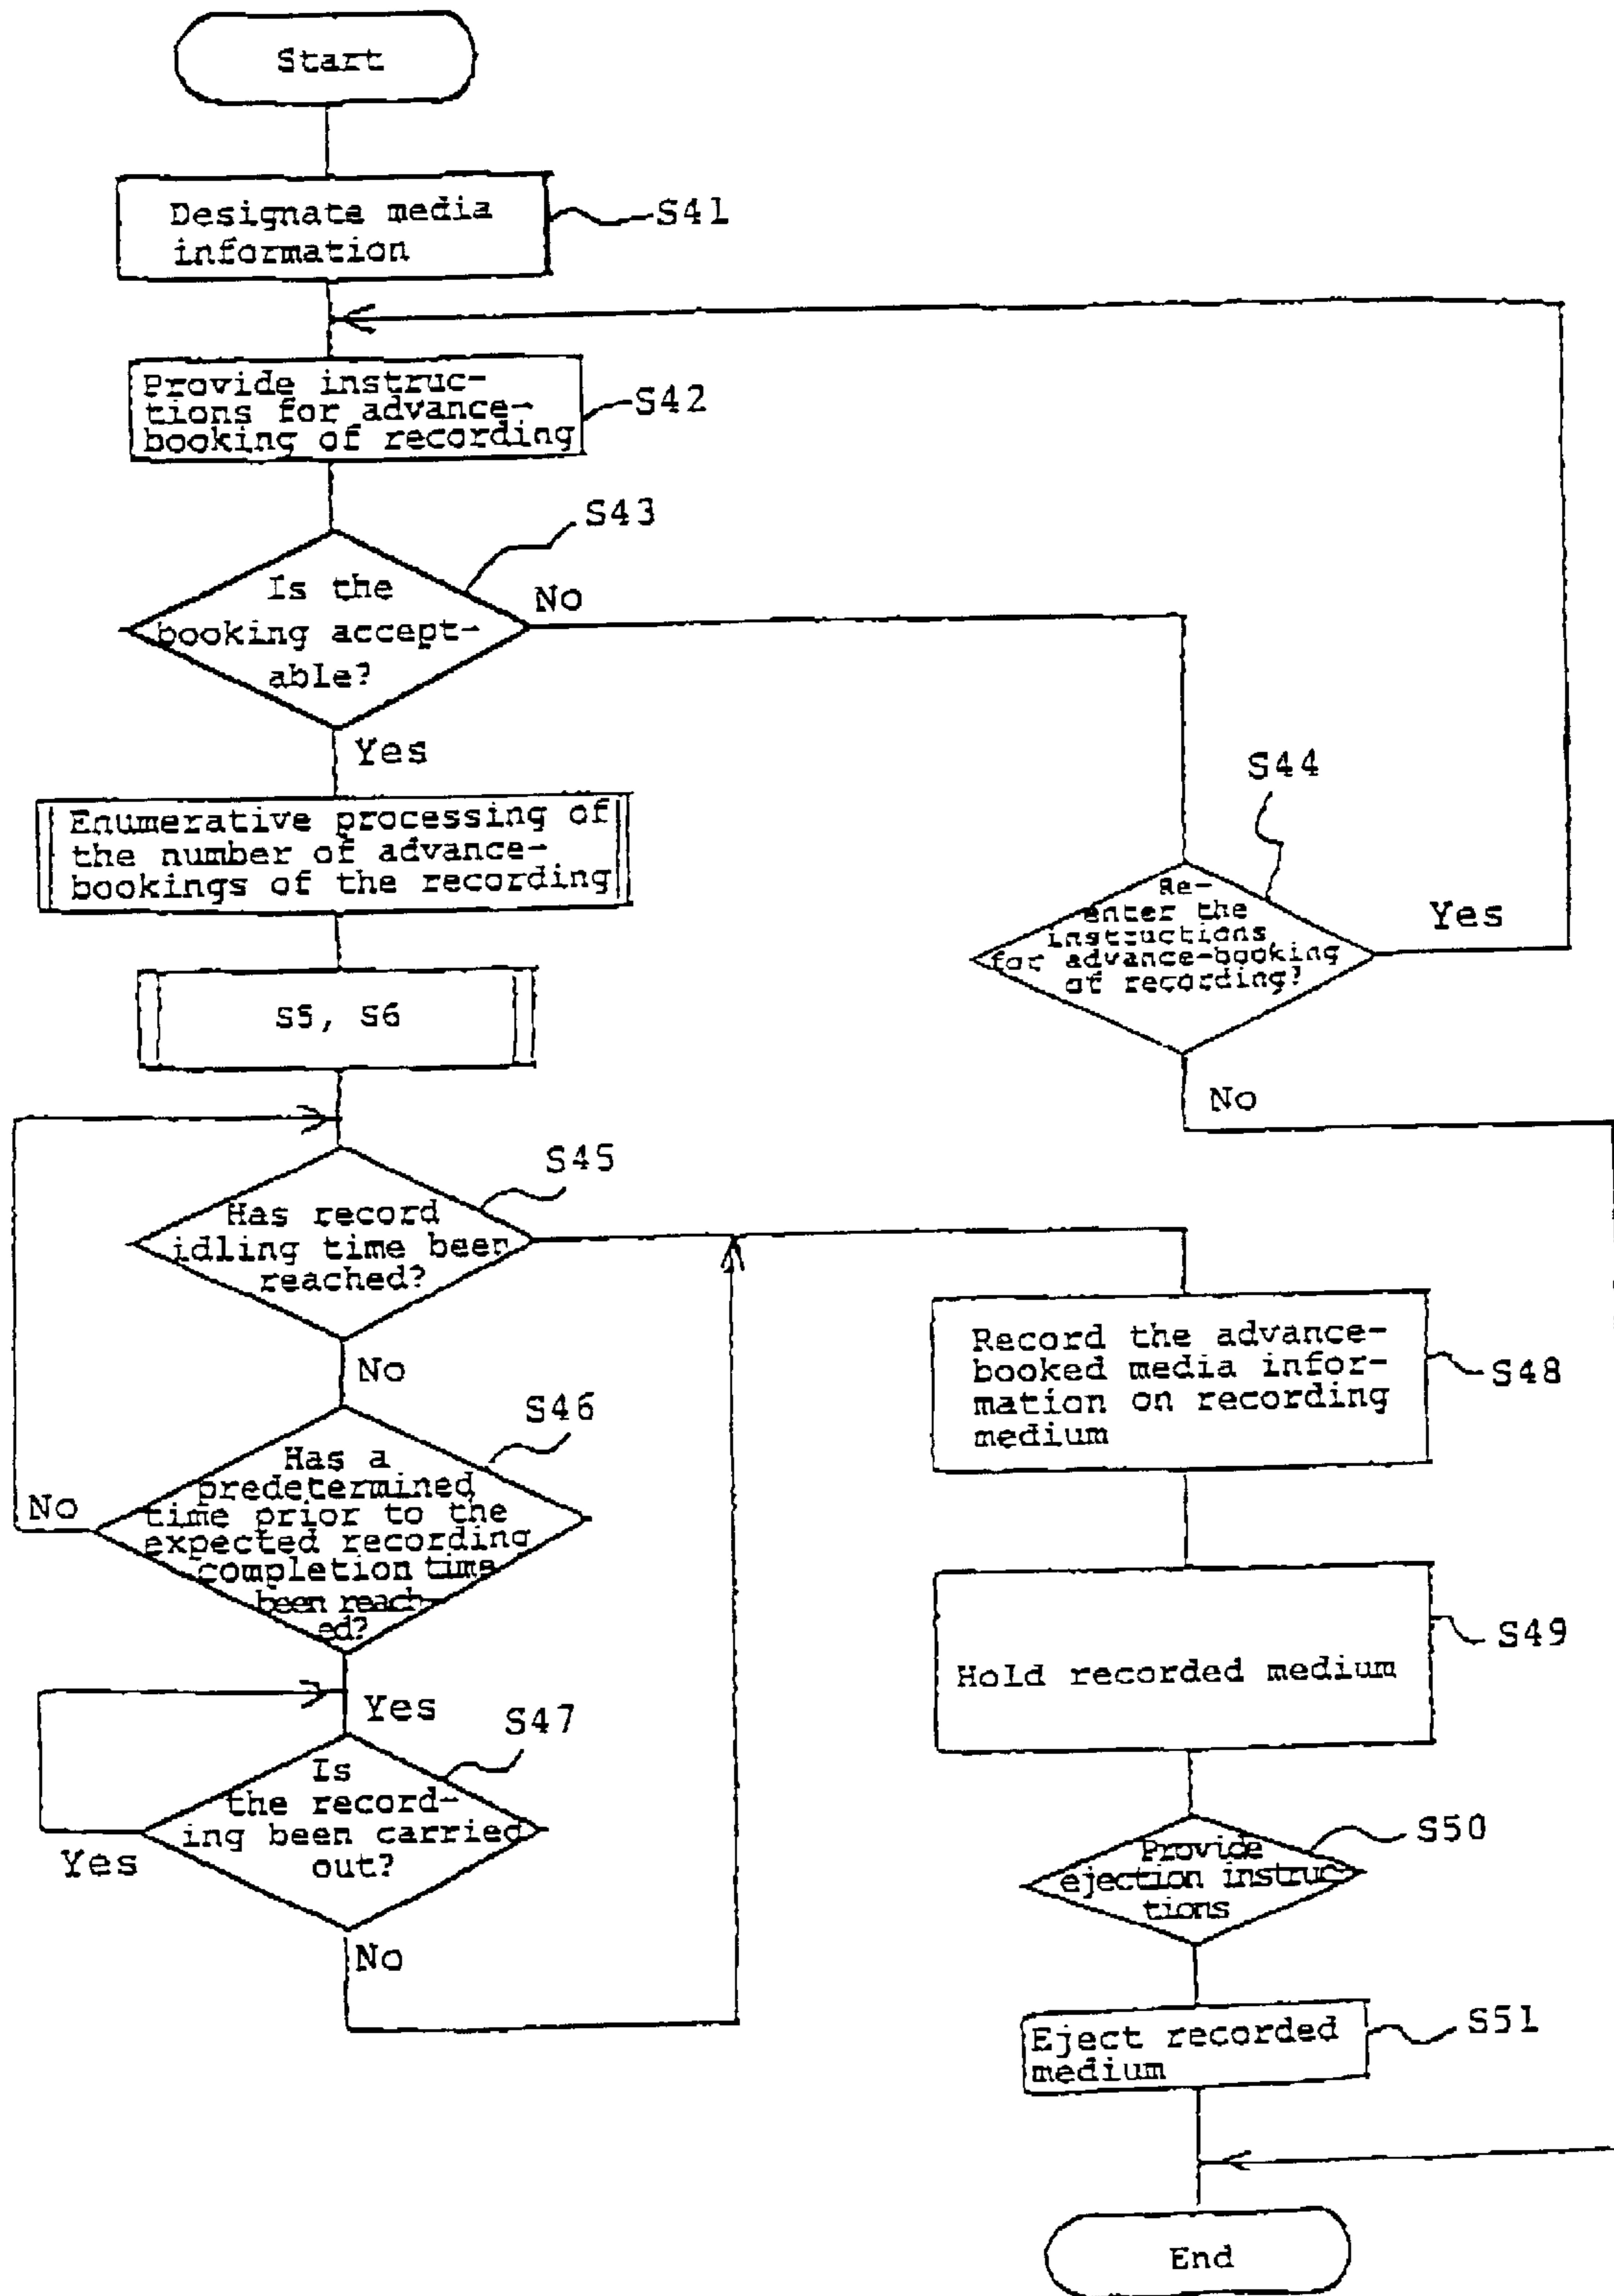 Start
Designate media
information
S41
Provide instruc-
tions for advance-
booking of recording
S42
S43
Is the
booking accept-
able?
No
Yes
Enumerative processing of
the number of advance-
bookings of the recording
S5, S6
S44
Re-
enter the
instructions
for advance-booking
of recording?
Yes
No
S45
Has record
idling time been
reached?
No
S46
Has a
predetermined
time prior to the
expected recording
completion time
been reach-
ed?
No
Yes
S47
Is
the record-
ing been carried
out?
Yes
No
Record the advance-
booked media infor-
mation on recording
medium
S48
Hold recorded medium
S49
Provide
ejection instruc-
tions
S50
Eject recorded
medium
S51
End